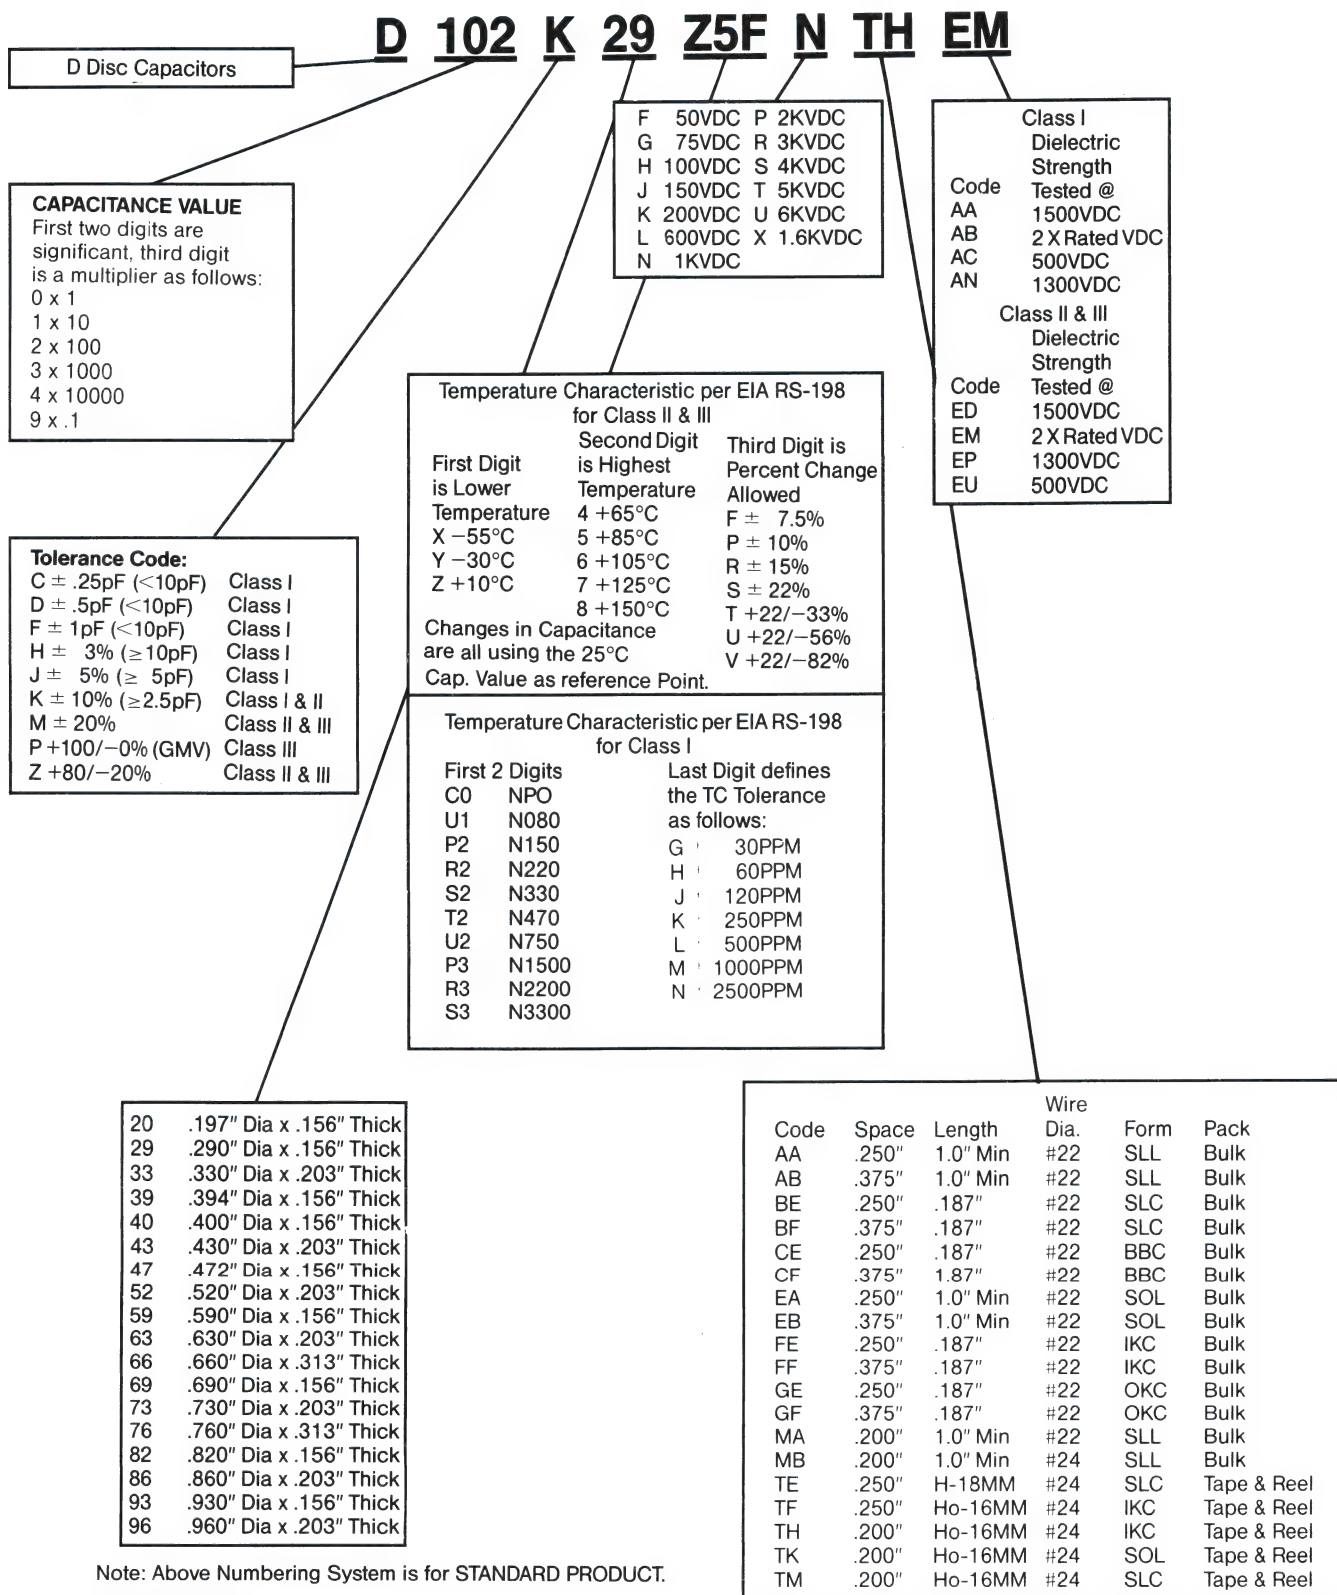 D 102 K 29 Z5F N TH EM
D Disc Capacitors
F 50VDC P 2KVDC
G 75VDC R 3KVDC
H 100VDC S 4KVDC
J 150VDC T 5KVDC
K 200VDC U 6KVDC
L 600VDC X 1.6KVDC
N 1KVDC
Class I
Dielectric
Strength
Code Tested @
AA 1500VDC
AB 2 X Rated VDC
AC 500VDC
AN 1300VDC
Class II & III
Dielectric
Strength
Code Tested @
ED 1500VDC
EM 2 X Rated VDC
EP 1300VDC
EU 500VDC
CAPACITANCE VALUE
First two digits are
significant, third digit
is a multiplier as follows:
0 x 1
1 x 10
2 x 100
3 x 1000
4 x 10000
9 x .1
Temperature Characteristic per EIA RS-198
for Class II & III
First Digit
is Lower
Temperature
X −55°C
Y −30°C
Z +10°C
Second Digit
is Highest
Temperature
4 +65°C
5 +85°C
6 +105°C
7 +125°C
8 +150°C
Third Digit is
Percent Change
Allowed
F ± 7.5%
P ± 10%
R ± 15%
S ± 22%
T +22/−33%
U +22/−56%
V +22/−82%
Changes in Capacitance
are all using the 25°C
Cap. Value as reference Point.
Tolerance Code:
C ± .25pF (<10pF) Class I
D ± .5pF (<10pF) Class I
F ± 1pF (<10pF) Class I
H ± 3% (≥10pF) Class I
J ± 5% (≥ 5pF) Class I
K ± 10% (≥2.5pF) Class I & II
M ± 20% Class II & III
P +100/−0% (GMV) Class III
Z +80/−20% Class II & III
Temperature Characteristic per EIA RS-198
for Class I
First 2 Digits
C0 NPO
U1 N080
P2 N150
R2 N220
S2 N330
T2 N470
U2 N750
P3 N1500
R3 N2200
S3 N3300
Last Digit defines
the TC Tolerance
as follows:
G 30PPM
H 60PPM
J 120PPM
K 250PPM
L 500PPM
M 1000PPM
N 2500PPM
20 .197" Dia x .156" Thick
29 .290" Dia x .156" Thick
33 .330" Dia x .203" Thick
39 .394" Dia x .156" Thick
40 .400" Dia x .156" Thick
43 .430" Dia x .203" Thick
47 .472" Dia x .156" Thick
52 .520" Dia x .203" Thick
59 .590" Dia x .156" Thick
63 .630" Dia x .203" Thick
66 .660" Dia x .313" Thick
69 .690" Dia x .156" Thick
73 .730" Dia x .203" Thick
76 .760" Dia x .313" Thick
82 .820" Dia x .156" Thick
86 .860" Dia x .203" Thick
93 .930" Dia x .156" Thick
96 .960" Dia x .203" Thick
Wire
Code Space Length Dia. Form Pack
AA .250" 1.0" Min #22 SLL Bulk
AB .375" 1.0" Min #22 SLL Bulk
BE .250" .187" #22 SLC Bulk
BF .375" .187" #22 SLC Bulk
CE .250" .187" #22 BBC Bulk
CF .375" 1.87" #22 BBC Bulk
EA .250" 1.0" Min #22 SOL Bulk
EB .375" 1.0" Min #22 SOL Bulk
FE .250" .187" #22 IKC Bulk
FF .375" .187" #22 IKC Bulk
GE .250" .187" #22 OKC Bulk
GF .375" .187" #22 OKC Bulk
MA .200" 1.0" Min #22 SLL Bulk
MB .200" 1.0" Min #24 SLL Bulk
TE .250" H-18MM #24 SLC Tape & Reel
TF .250" Ho-16MM #24 IKC Tape & Reel
TH .200" Ho-16MM #24 IKC Tape & Reel
TK .200" Ho-16MM #24 SOL Tape & Reel
TM .200" Ho-16MM #24 SLC Tape & Reel
Note: Above Numbering System is for STANDARD PRODUCT.